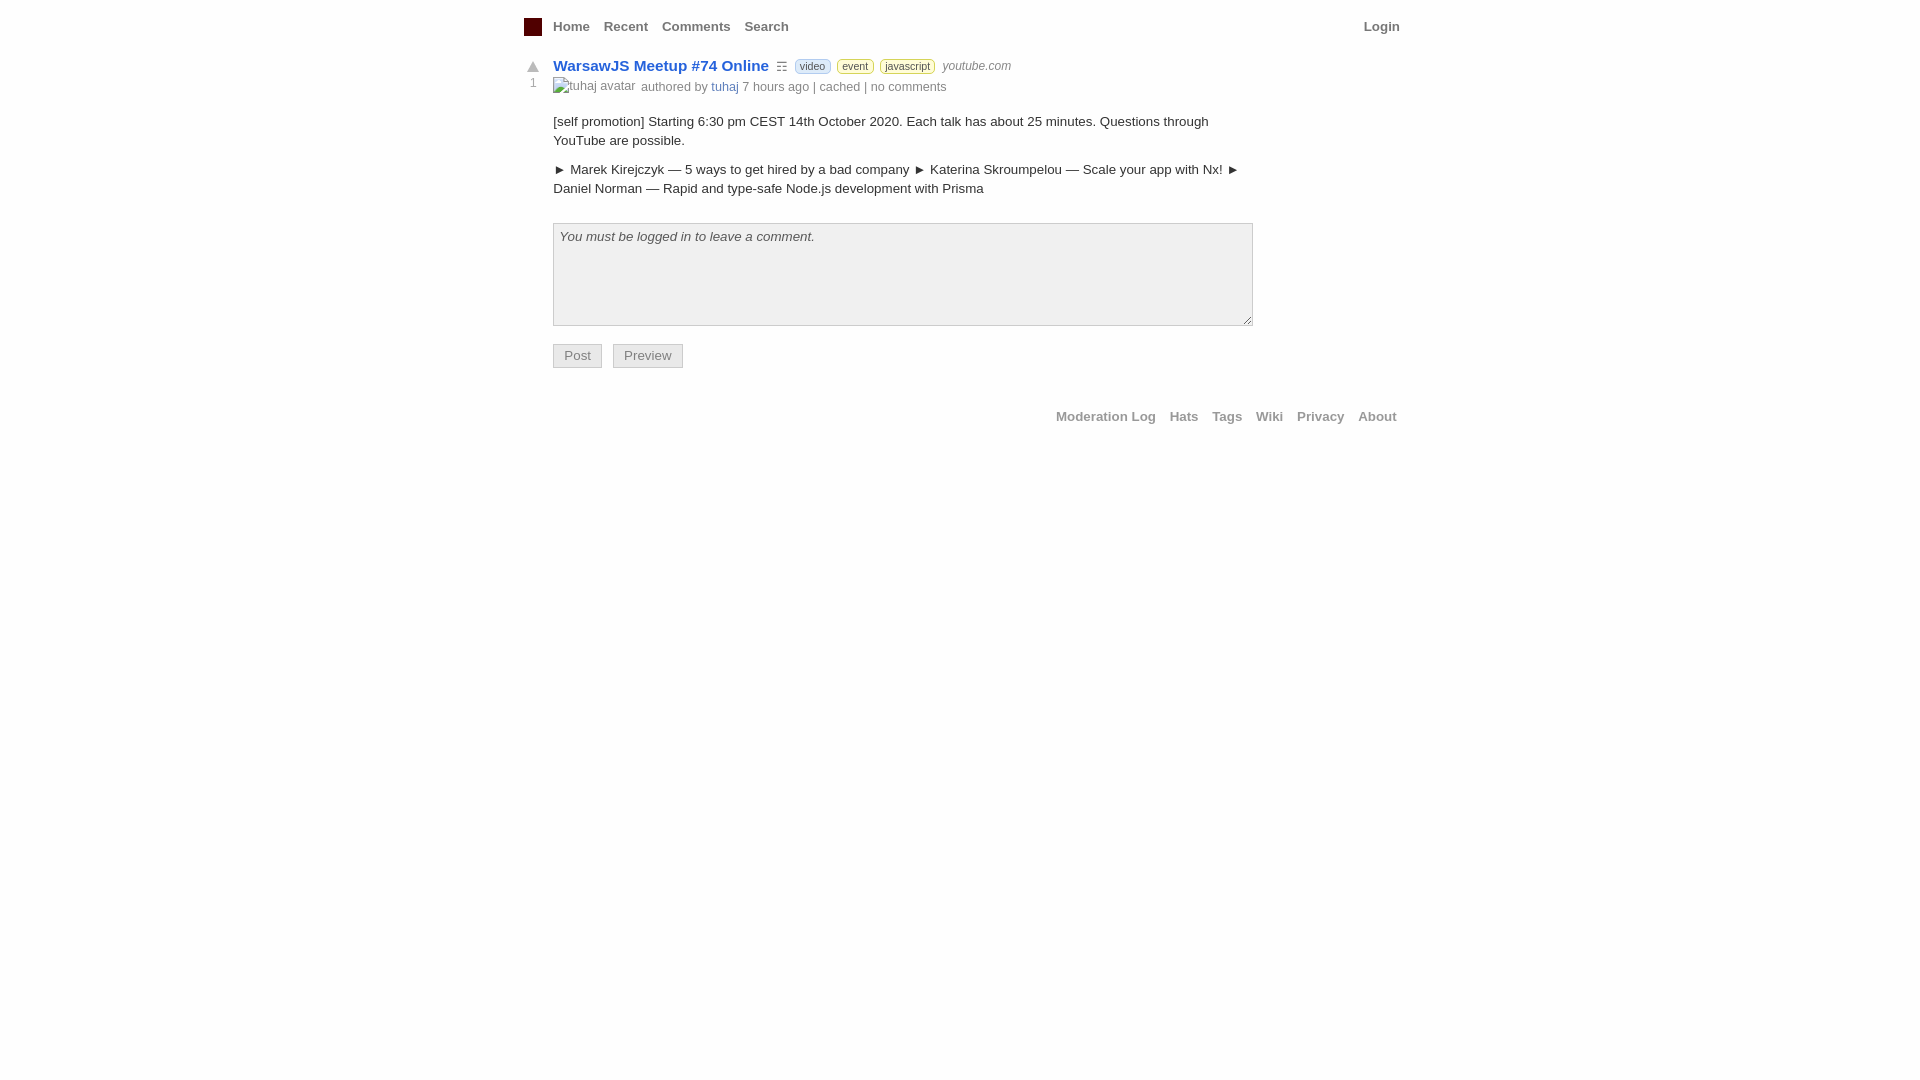 Home Recent Comments Search Login
▲ WarsawJS Meetup #74 Online ☶ video event javascript youtube.com
1 tuhaj avatar authored by tuhaj 7 hours ago | cached | no comments
[self promotion] Starting 6:30 pm CEST 14th October 2020. Each talk has about 25 minutes. Questions through
YouTube are possible.
► Marek Kirejczyk — 5 ways to get hired by a bad company ► Katerina Skroumpelou — Scale your app with Nx! ►
Daniel Norman — Rapid and type-safe Node.js development with Prisma
You must be logged in to leave a comment.
Post Preview
Moderation Log Hats Tags Wiki Privacy About